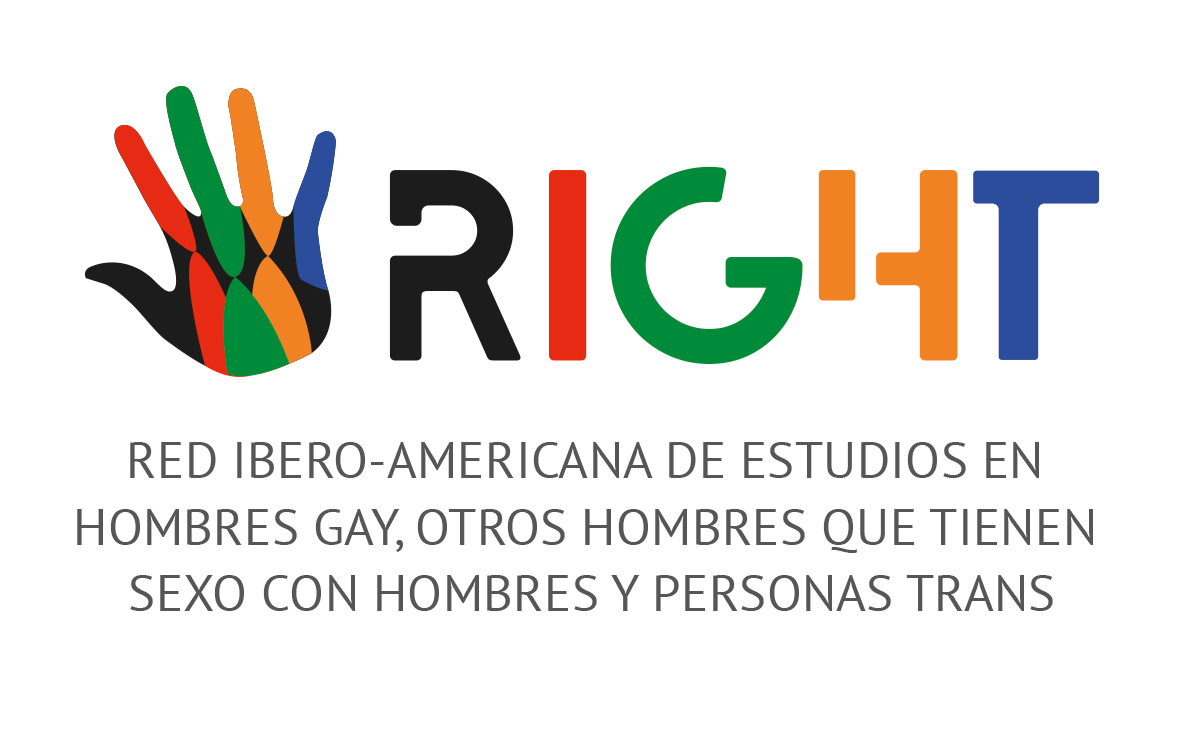 RIGHT
RED IBERO-AMERICANA DE ESTUDIOS EN
HOMBRES GAY, OTROS HOMBRES QUE TIENEN
SEXO CON HOMBRES Y PERSONAS TRANS